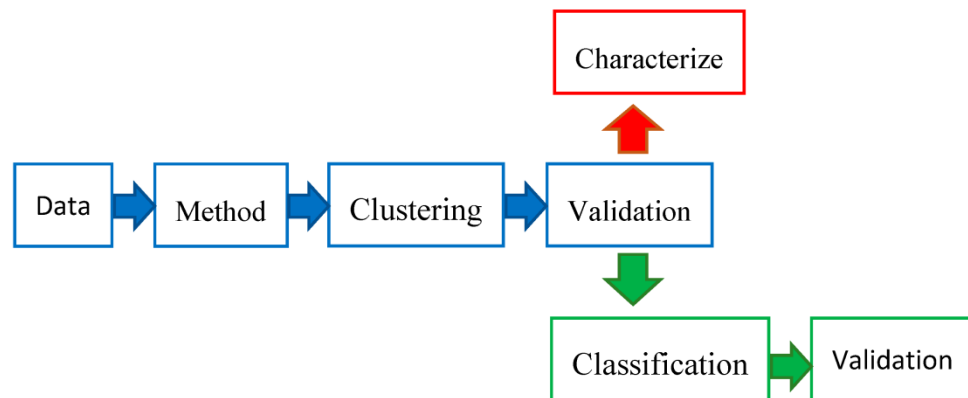 Characterize
Data
Method
Clustering
Validation
Classification
Validation